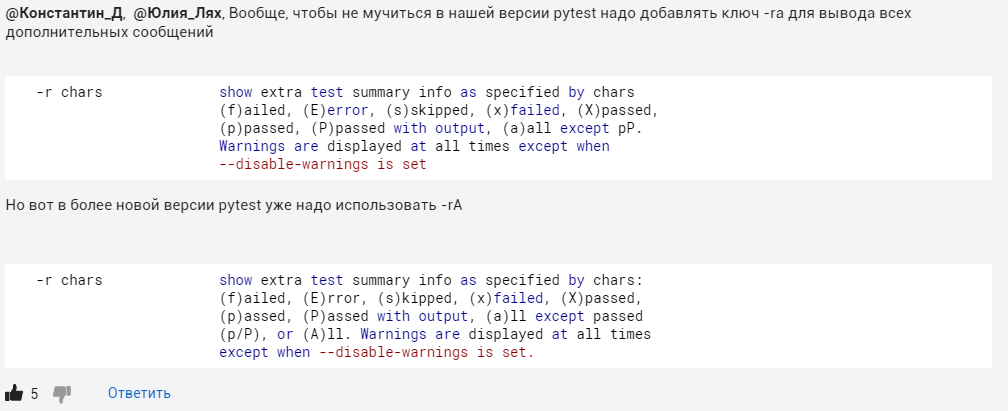 @Константин_Д, @Юлия_Лях, Вообще, чтобы не мучиться в нашей версии pytest надо добавлять ключ -ra для вывода всех
дополнительных сообщений
-r chars show extra test summary info as specified by chars
(f)ailed, (E)error, (s)skipped, (x)failed, (X)passed,
(p)passed, (P)passed with output, (a)all except pP.
Warnings are displayed at all times except when
--disable-warnings is set
Но вот в более новой версии pytest уже надо использовать -rA
-r chars show extra test summary info as specified by chars:
(f)ailed, (E)rror, (s)kipped, (x)failed, (X)passed,
(p)assed, (P)assed with output, (a)ll except passed
(p/P), or (A)ll. Warnings are displayed at all times
except when --disable-warnings is set.
5 Ответить